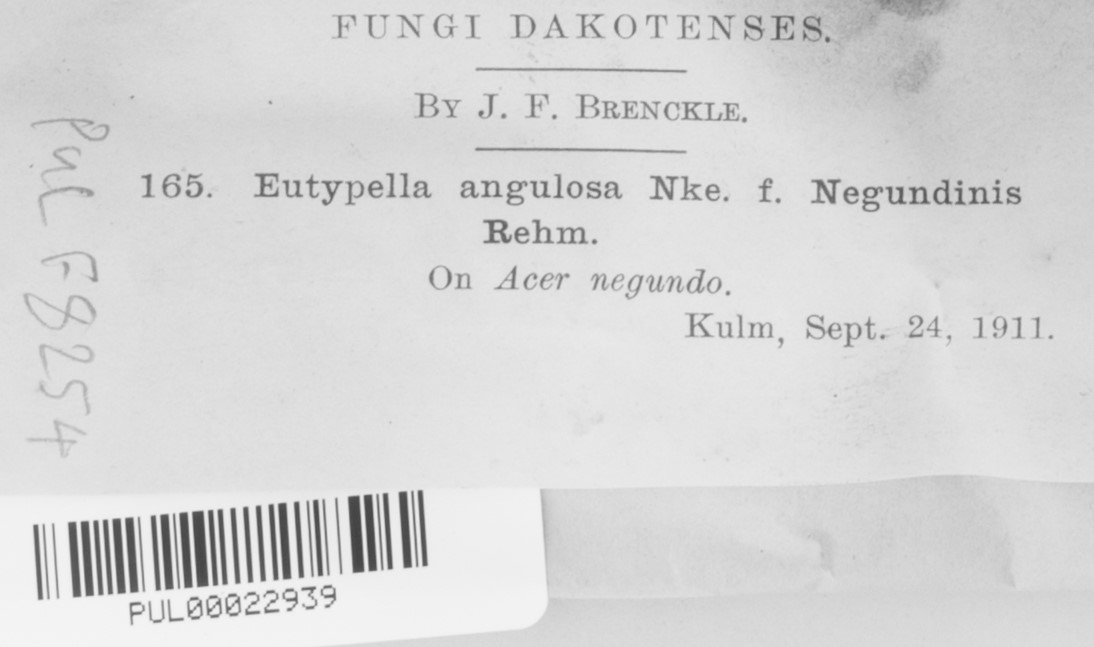 FUNGI DAKOTENSES.
BY J. F. BRENCKLE.
165. Eutypella angulosa Nke. f. Negundinis
Rehm.
On Acer negundo.
Kulm, Sept. 24, 1911.
PUL F8254
PUL00022939